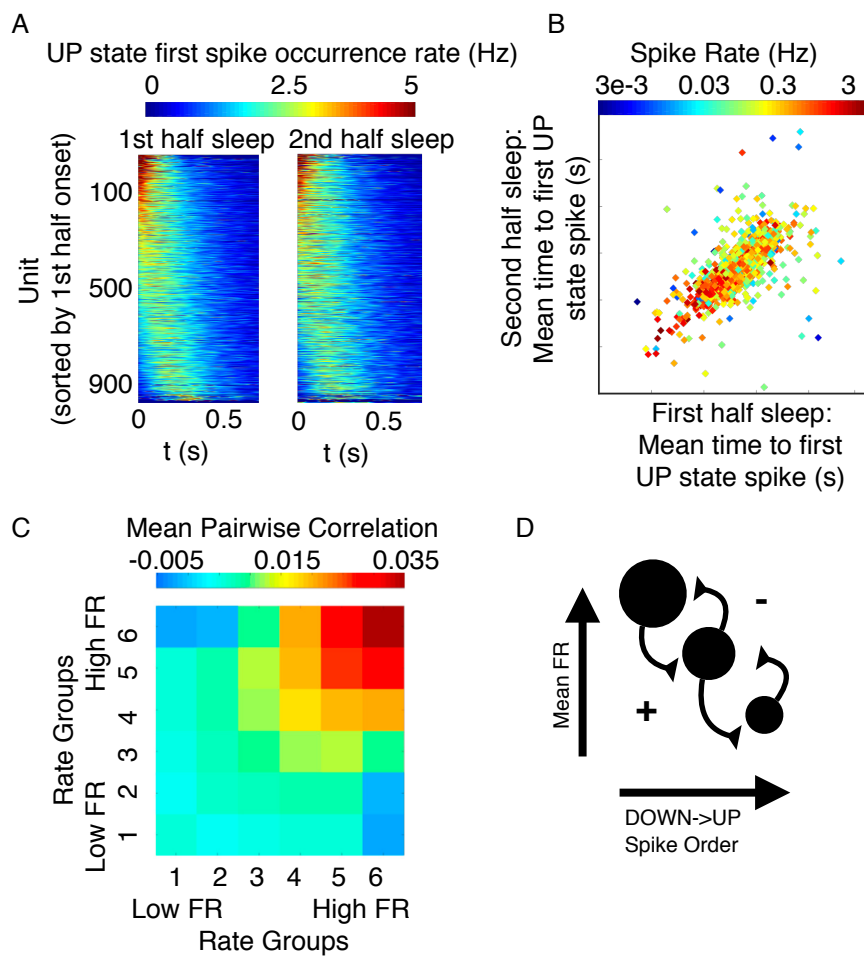 A
UP state first spike occurrence rate (Hz)
0 2.5 5
1st half sleep 2nd half sleep
Unit
(sorted by 1st half onset)
100
500
900
0 0.5 0 0.5
t (s) t (s)
B
Spike Rate (Hz)
3e-3 0.03 0.3 3
Second half sleep:
Mean time to first UP
state spike (s)
First half sleep:
Mean time to first
UP state spike (s)
C
Mean Pairwise Correlation
-0.005 0.015 0.035
Rate Groups
Low FR High FR
6
5
4
3
2
1
1 2 3 4 5 6
Low FR High FR
Rate Groups
D
Mean FR
-
+
DOWN->UP
Spike Order